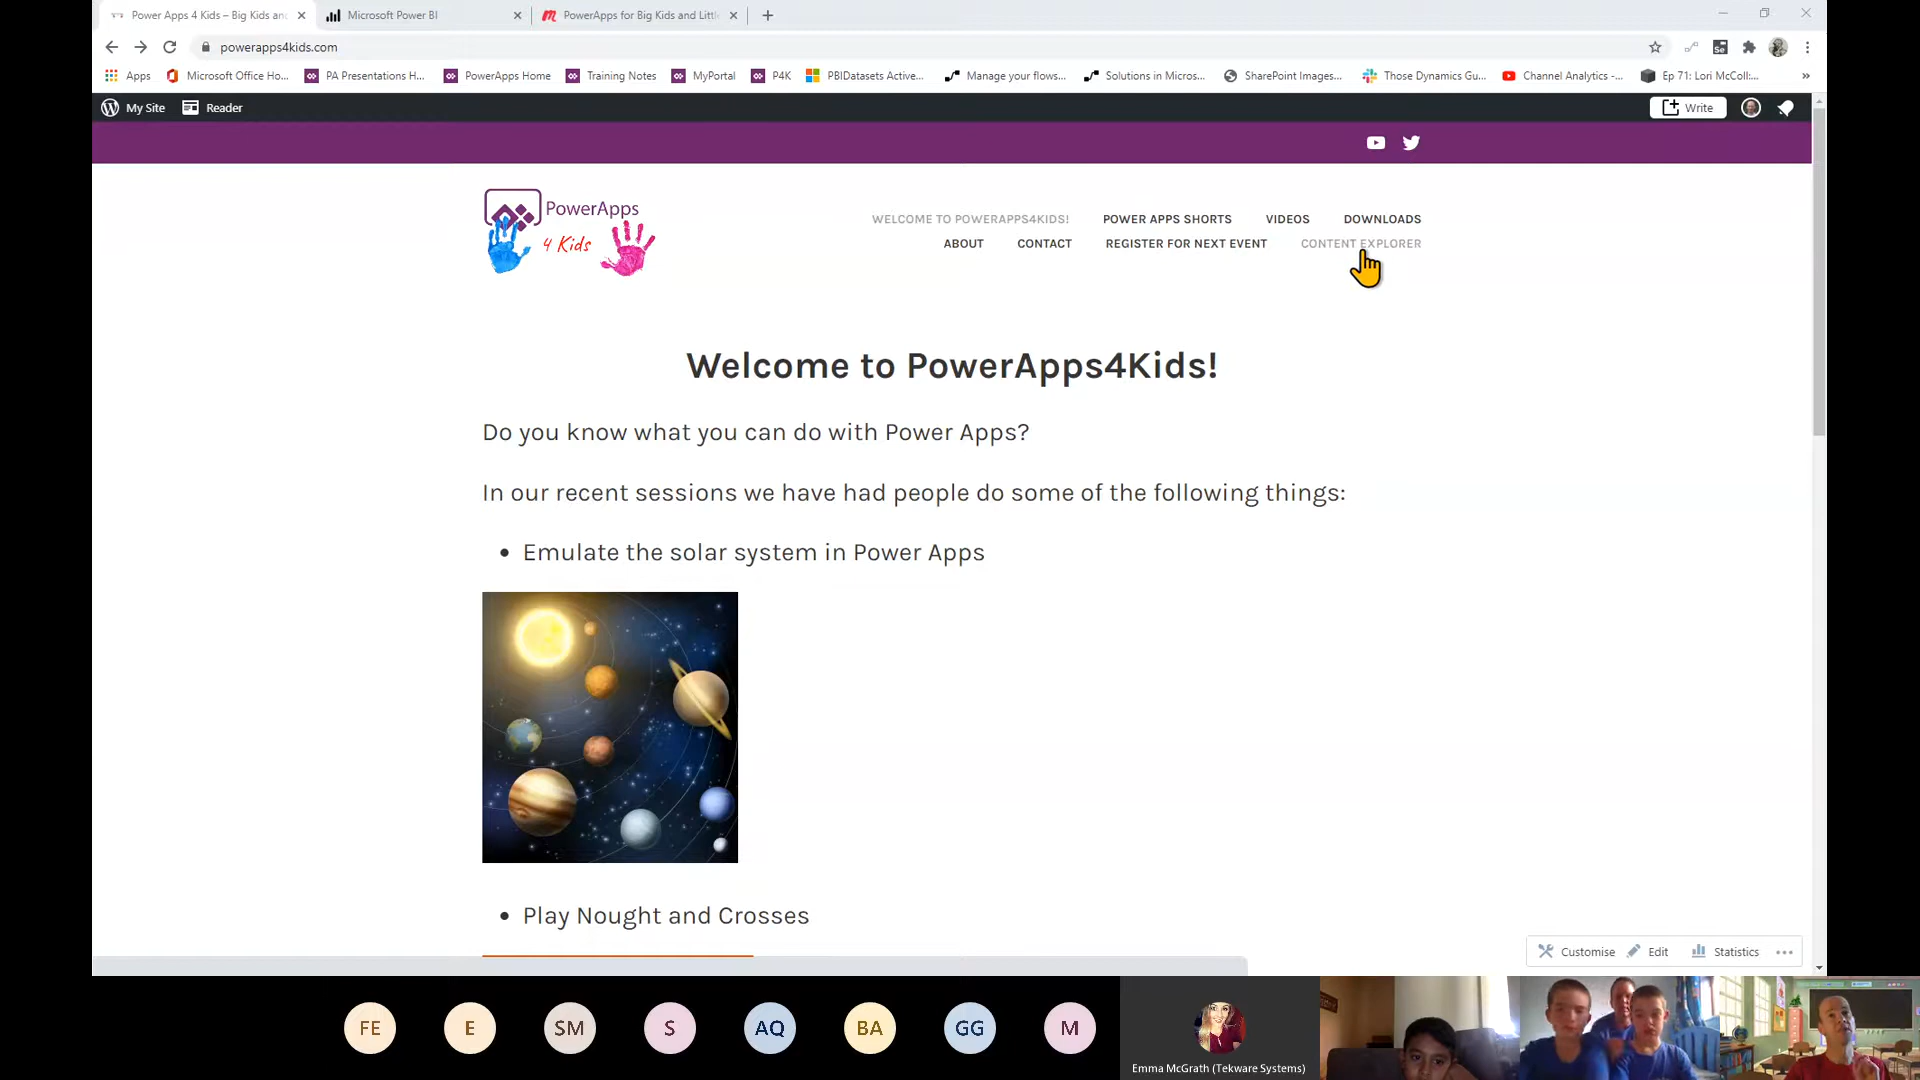 Power Apps 4 Kids – Big Kids and
Microsoft Power BI
PowerApps for Big Kids and Littl
powerapps4kids.com
Apps
Microsoft Office Ho...
PA Presentations H...
PowerApps Home
Training Notes
MyPortal
P4K
PBIDatasets Active...
Manage your flows...
Solutions in Micros...
SharePoint Images...
Those Dynamics Gu...
Channel Analytics -...
Ep 71: Lori McColl:...
»
My Site
Reader
Write
PowerApps
4 Kids
WELCOME TO POWERAPPS4KIDS!
POWER APPS SHORTS
VIDEOS
DOWNLOADS
ABOUT
CONTACT
REGISTER FOR NEXT EVENT
CONTENT EXPLORER
Welcome to PowerApps4Kids!
Do you know what you can do with Power Apps?
In our recent sessions we have had people do some of the following things:
• Emulate the solar system in Power Apps
• Play Nought and Crosses
Customise
Edit
Statistics
FE
E
SM
S
AQ
BA
GG
M
Emma McGrath (Tekware Systems)